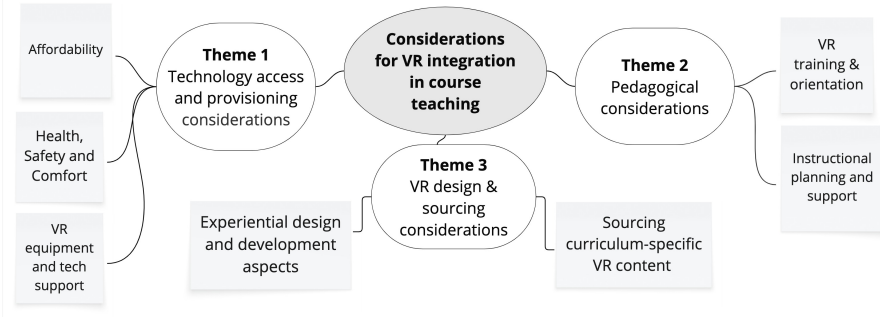 Considerations
for VR integration
in course
teaching
Theme 1
Technology access
and provisioning
considerations
Affordability
Health,
Safety and
Comfort
VR
equipment
and tech
support
Theme 2
Pedagogical
considerations
VR
training &
orientation
Instructional
planning and
support
Theme 3
VR design &
sourcing
considerations
Experiential design
and development
aspects
Sourcing
curriculum-specific
VR content